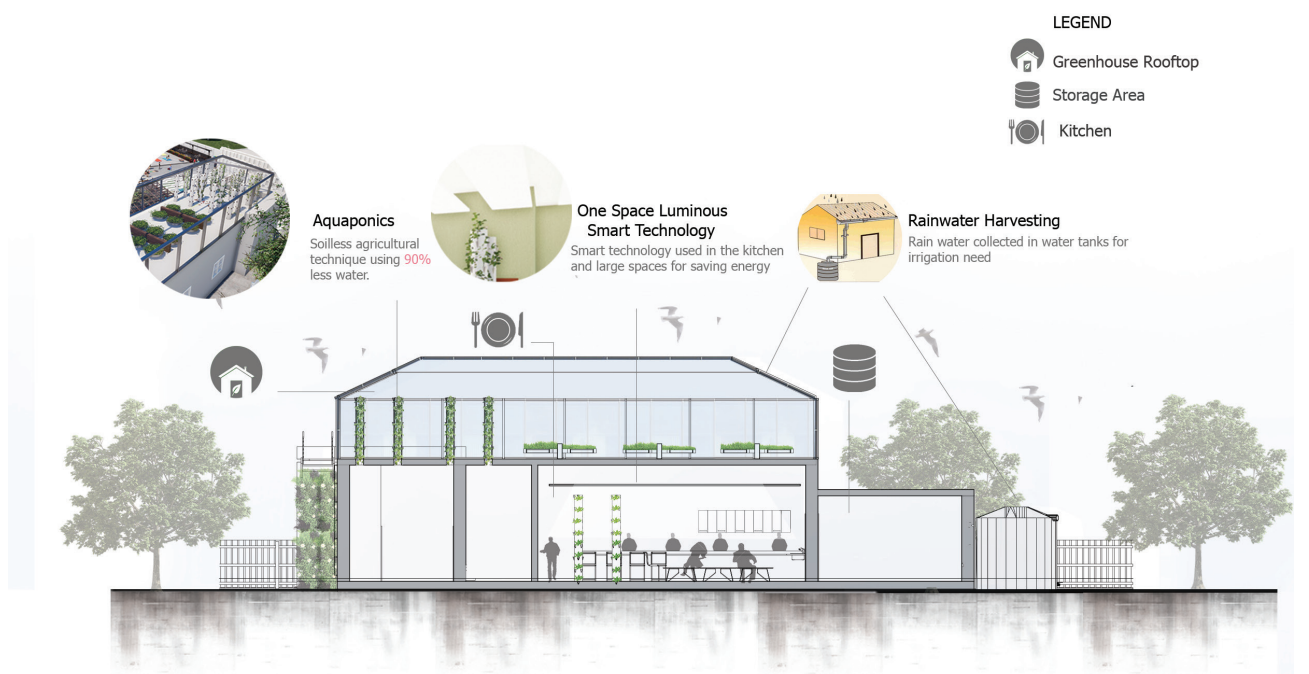 LEGEND
Greenhouse Rooftop
Storage Area
Kitchen
Aquaponics
Soilless agricultural
technique using 90%
less water.
One Space Luminous
Smart Technology
Smart technology used in the kitchen
and large spaces for saving energy
Rainwater Harvesting
Rain water collected in water tanks for
irrigation need